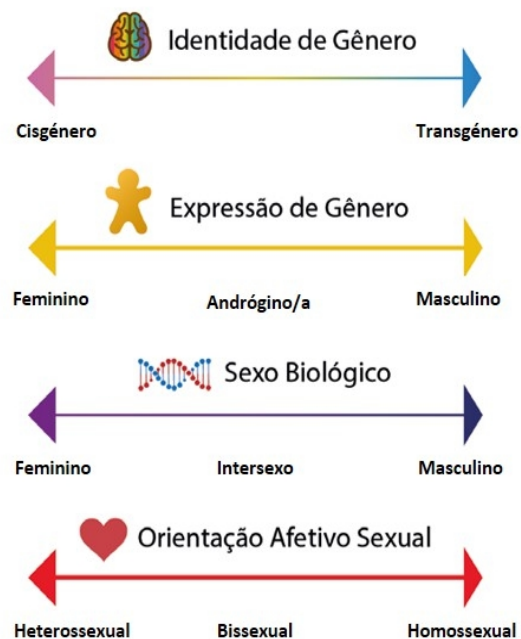 Identidade de Gênero
Cisgénero Transgénero
Expressão de Gênero
Feminino Andrógino/a Masculino
Sexo Biológico
Feminino Intersexo Masculino
Orientação Afetivo Sexual
Heterossexual Bissexual Homossexual